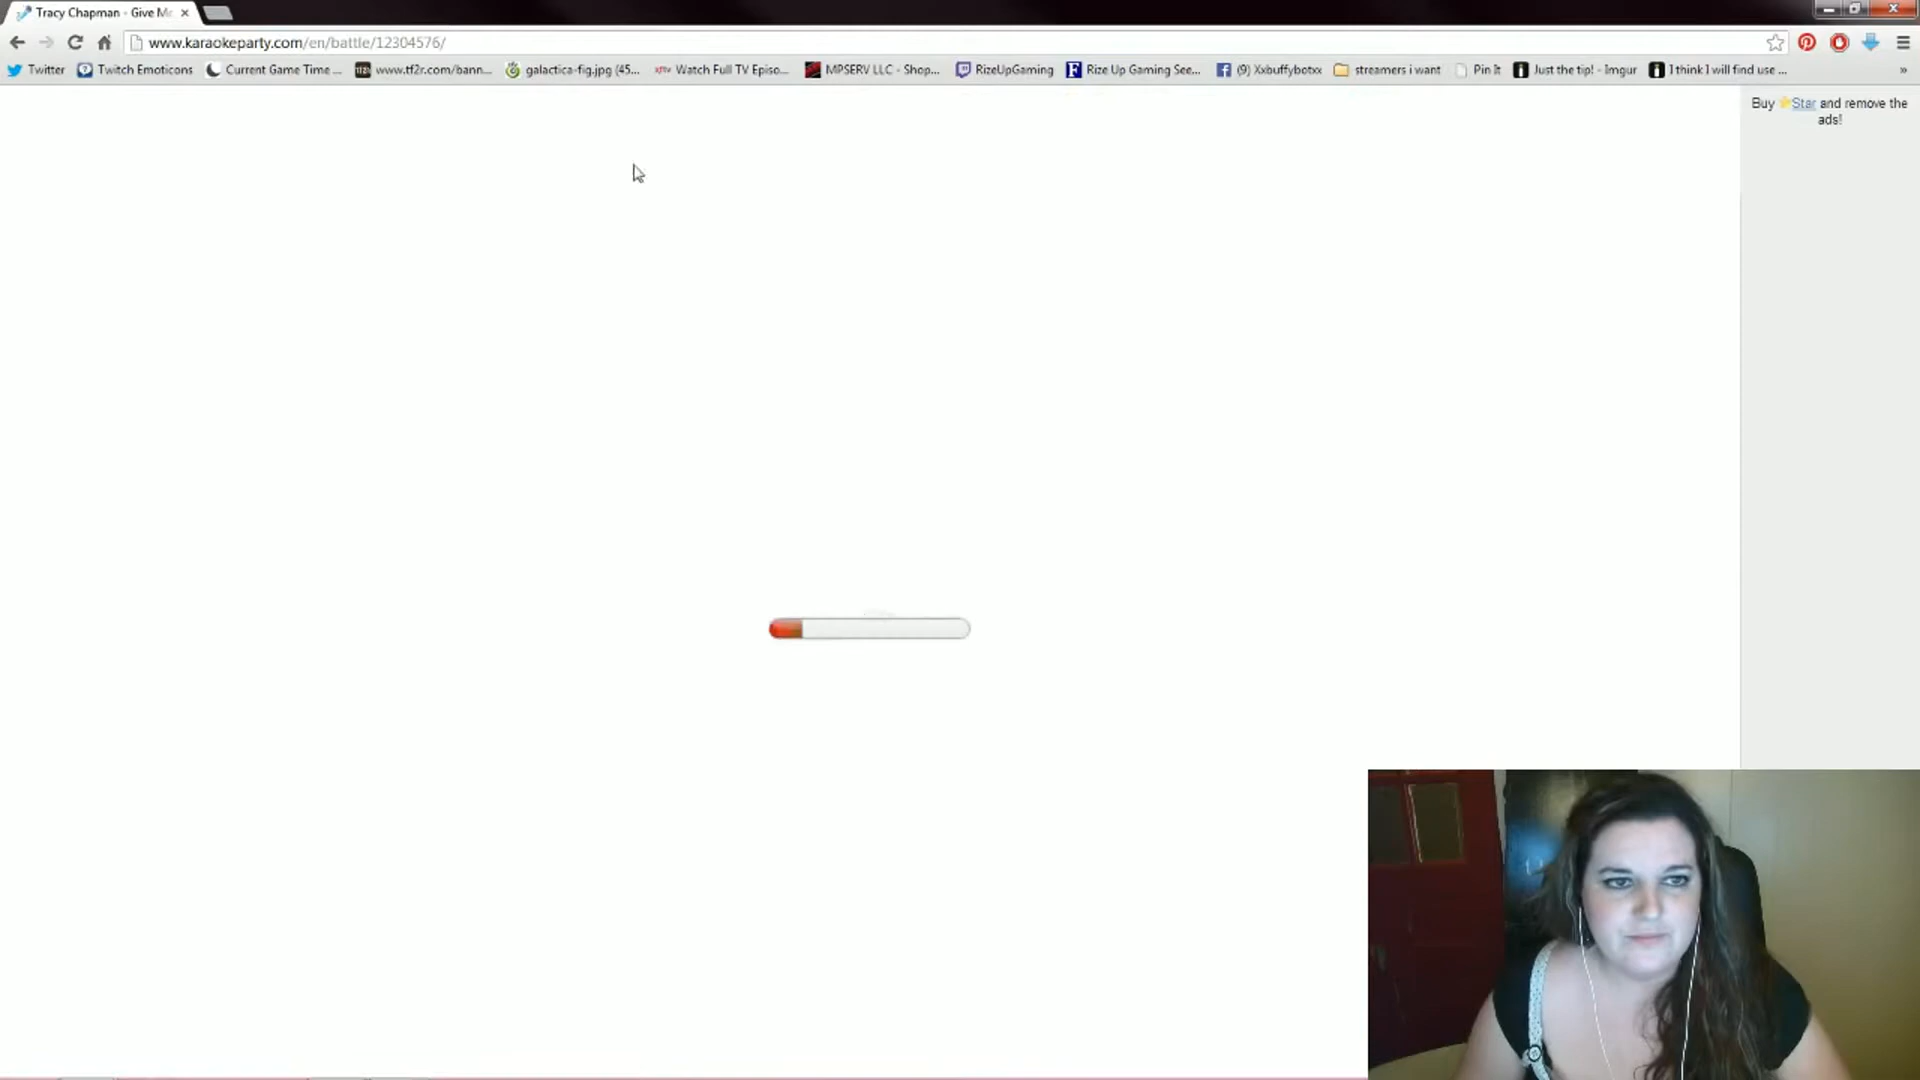 Tracy Chapman - Give Mo
www.karaokeparty.com/en/battle/12304576/
Twitter
Twitch Emoticons
Current Game Time ...
www.tf2r.com/bann...
galactica-fig.jpg (45...
Watch Full TV Episo...
MPSERV LLC - Shop...
RizeUpGaming
Rize Up Gaming See...
(9) Xxbuffybotxx
streamers i want
Pin It
Just the tip! - Imgur
I think I will find use ...
»
Buy Star and remove the
ads!